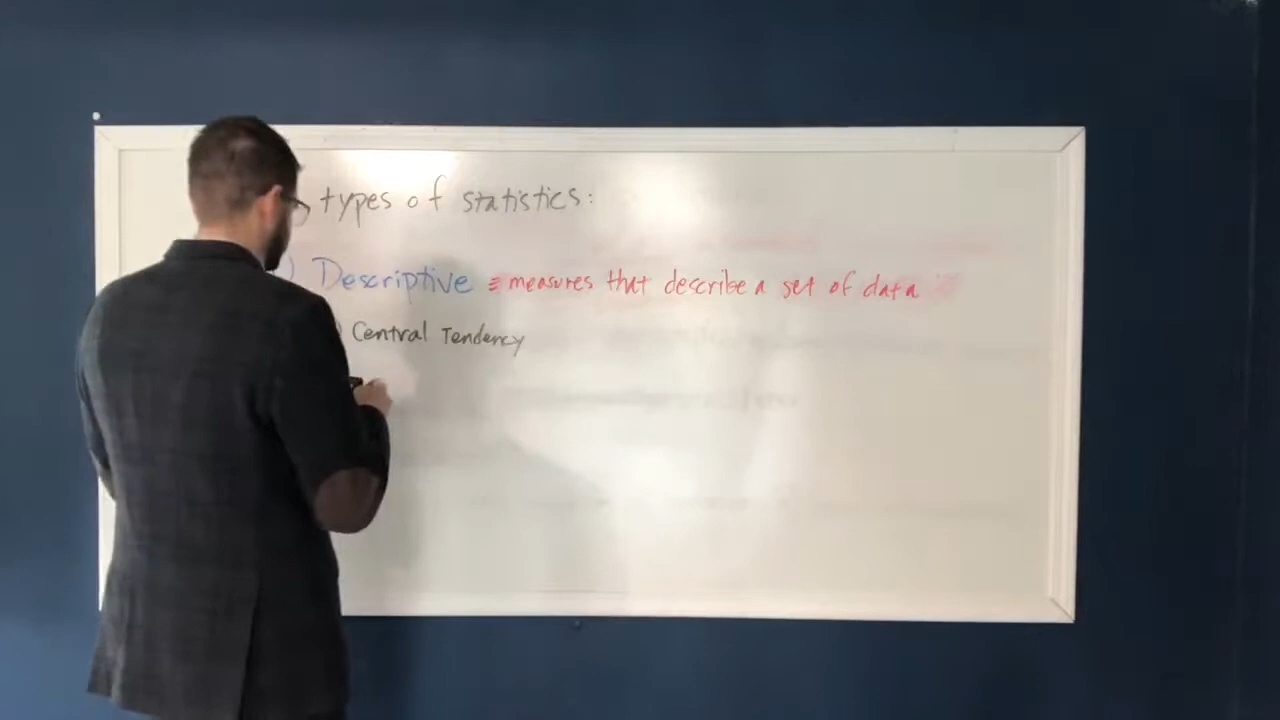 types of statistics:
) Descriptive ≡ measures that describe a set of data
) Central Tendency